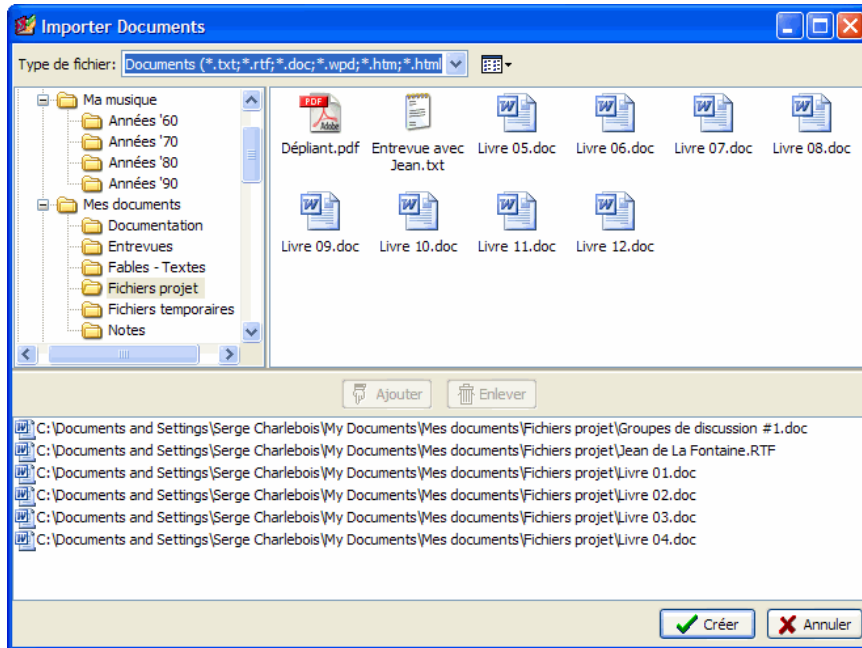 Importer Documents
Type de fichier: Documents (*.txt;*.rtf;*.doc;*.wpd;*.htm;*.html
Ma musique
Années '60
Années '70
Années '80
Années '90
Mes documents
Documentation
Entrevues
Fables - Textes
Fichiers projet
Fichiers temporaires
Notes
PDF
Adobe
Dépliant.pdf Entrevue avec Livre 05.doc Livre 06.doc Livre 07.doc Livre 08.doc
Jean.txt
Livre 09.doc Livre 10.doc Livre 11.doc Livre 12.doc
Ajouter Enlever
C:\Documents and Settings\Serge Charlebois\My Documents\Mes documents\Fichiers projet\Groupes de discussion #1.doc
C:\Documents and Settings\Serge Charlebois\My Documents\Mes documents\Fichiers projet\Jean de La Fontaine.RTF
C:\Documents and Settings\Serge Charlebois\My Documents\Mes documents\Fichiers projet\Livre 01.doc
C:\Documents and Settings\Serge Charlebois\My Documents\Mes documents\Fichiers projet\Livre 02.doc
C:\Documents and Settings\Serge Charlebois\My Documents\Mes documents\Fichiers projet\Livre 03.doc
C:\Documents and Settings\Serge Charlebois\My Documents\Mes documents\Fichiers projet\Livre 04.doc
Créer Annuler